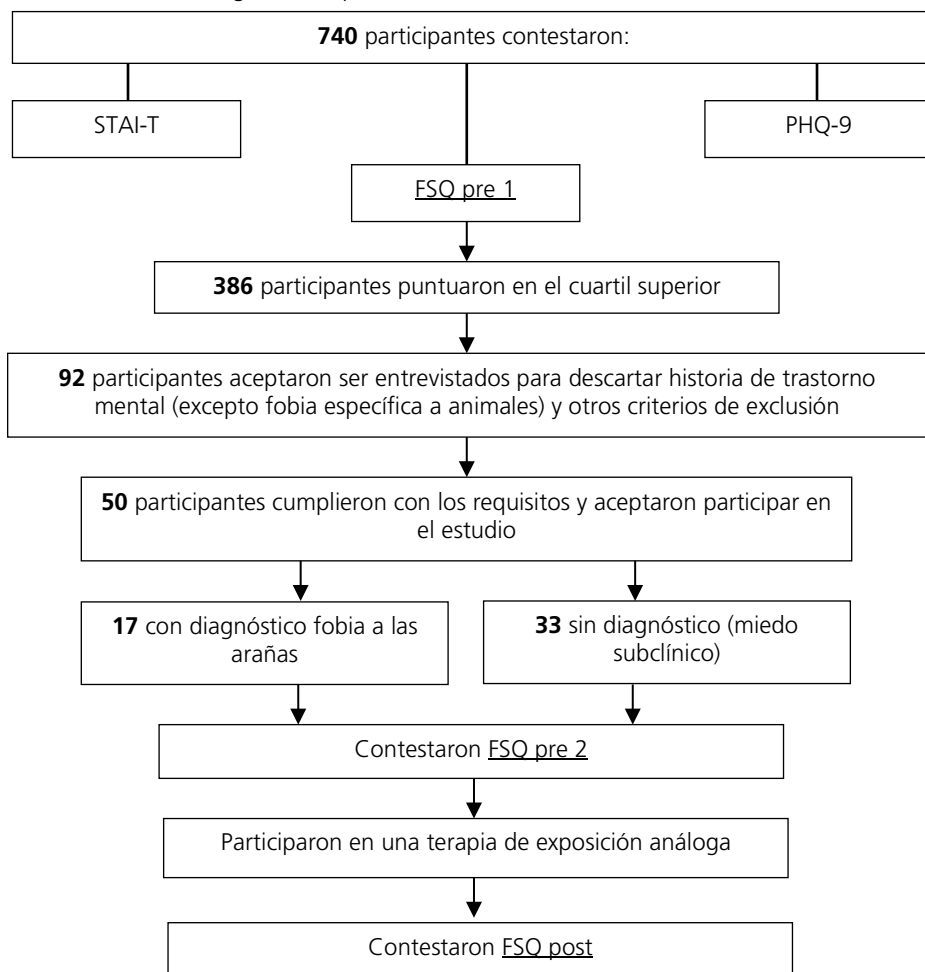 740 participantes contestaron:
STAI-T
PHQ-9
FSQ pre 1
386 participantes puntuaron en el cuartil superior
92 participantes aceptaron ser entrevistados para descartar historia de trastorno
mental (excepto fobia específica a animales) y otros criterios de exclusión
50 participantes cumplieron con los requisitos y aceptaron participar en
el estudio
17 con diagnóstico fobia a las
arañas
33 sin diagnóstico (miedo
subclínico)
Contestaron FSQ pre 2
Participaron en una terapia de exposición análoga
Contestaron FSQ post